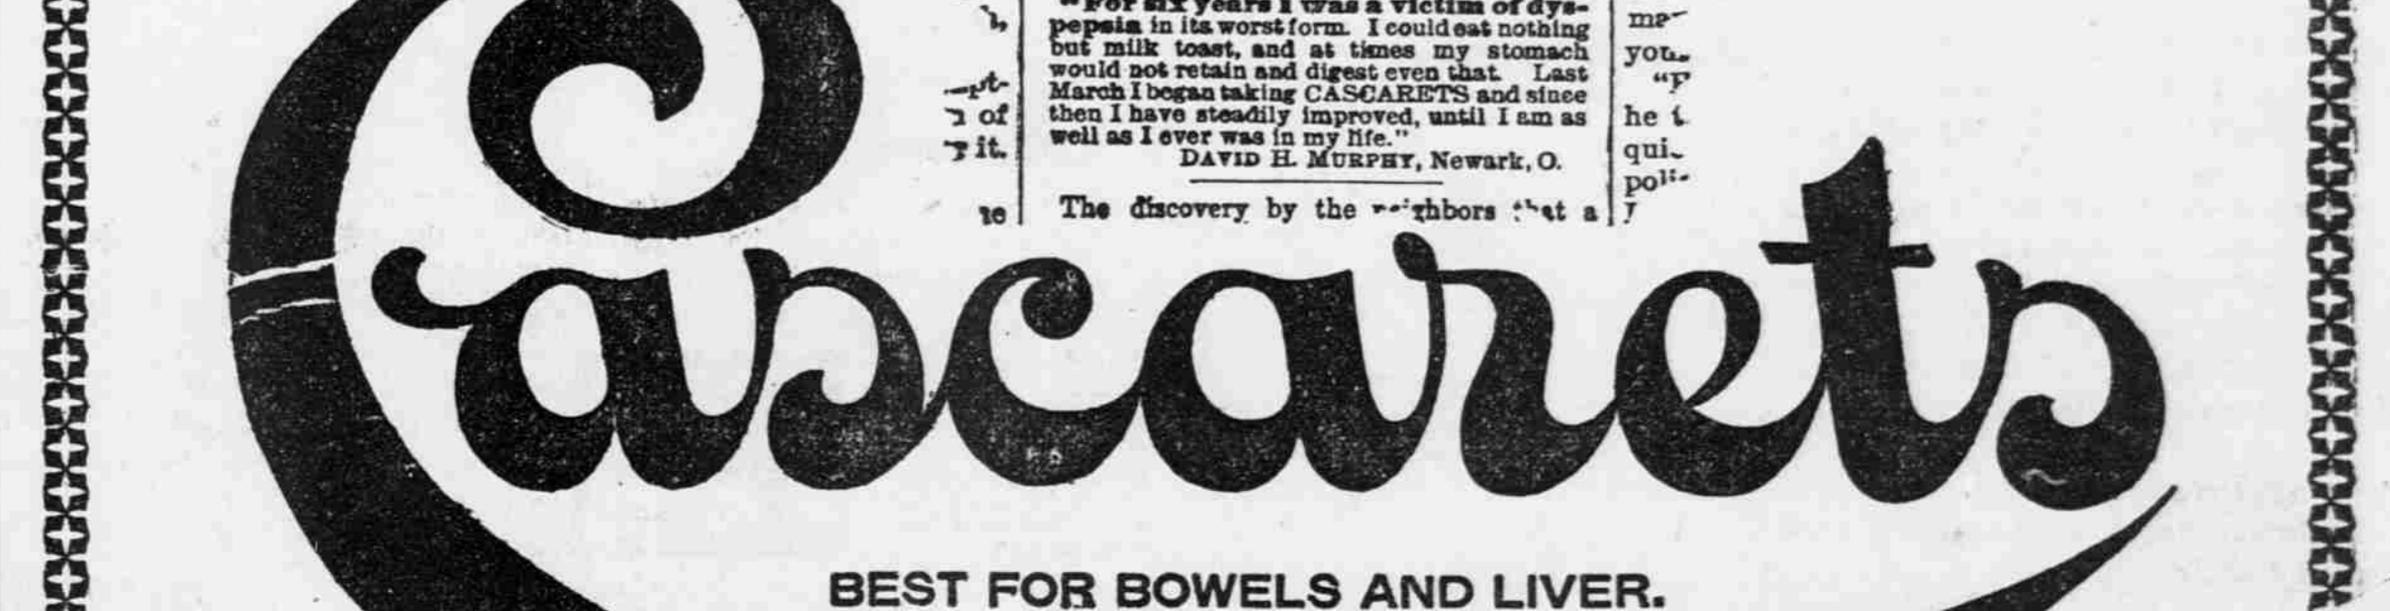 "For six years I was a victim of dys-
pepsia in its worst form. I could eat nothing
but milk toast, and at times my stomach
would not retain and digest even that. Last
March I began taking CASCARETS and since
then I have steadily improved, until I am as
well as I ever was in my life."
DAVID H. MURPHY, Newark, O.
The discovery by the neighbors that a
of
it.
he
Cascarets
BEST FOR BOWELS AND LIVER.